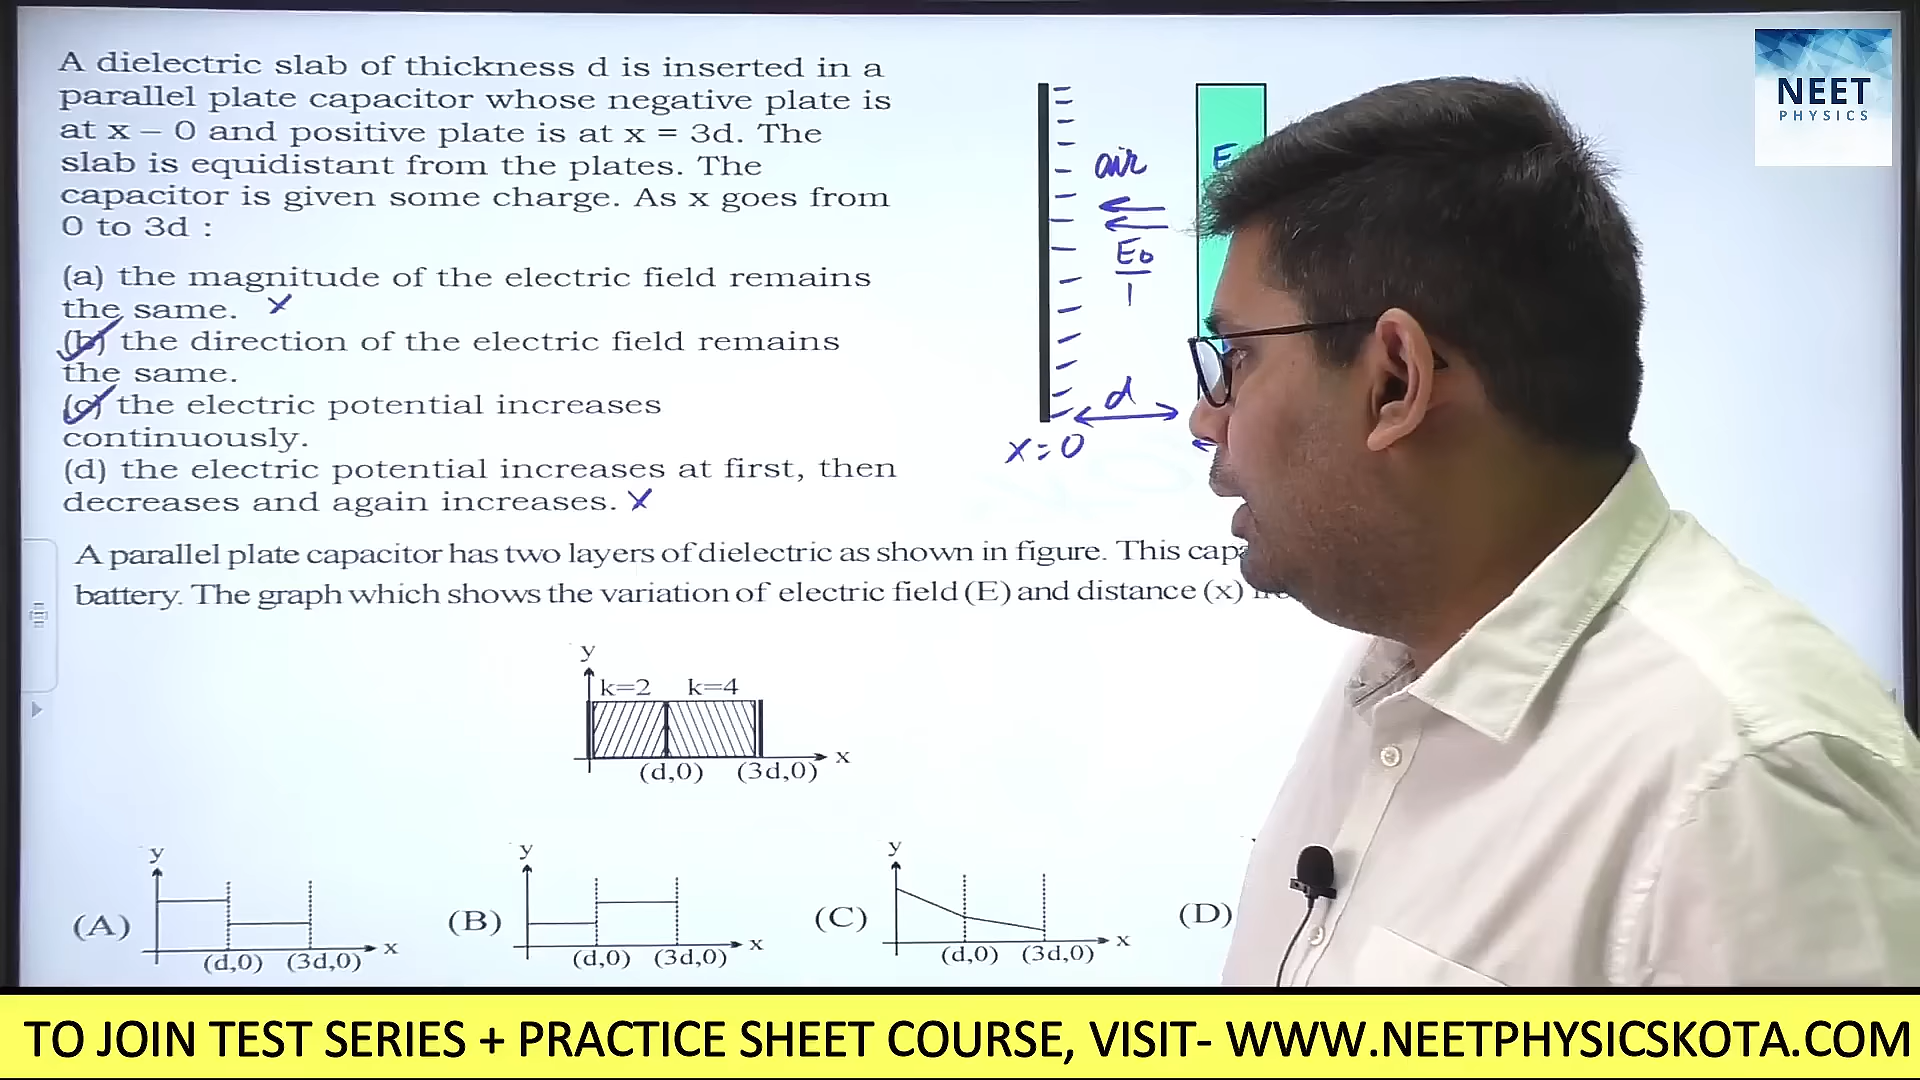 A dielectric slab of thickness d is inserted in a
parallel plate capacitor whose negative plate is
at x – 0 and positive plate is at x = 3d. The
slab is equidistant from the plates. The
capacitor is given some charge. As x goes from
0 to 3d :
(a) the magnitude of the electric field remains
the same. X
(b) the direction of the electric field remains
the same.
(c) the electric potential increases
continuously.
(d) the electric potential increases at first, then
decreases and again increases. X
air
E0
1
d
x=0
E
NEET
PHYSICS
A parallel plate capacitor has two layers of dielectric as shown in figure. This
battery. The graph which shows the variation of electric field (E) and distance (x)
y
k=2 k=4
x
(d,0) (3d,0)
(A) y x (d,0) (3d,0)
(B) y x (d,0) (3d,0)
(C) y x (d,0) (3d,0)
(D)
TO JOIN TEST SERIES + PRACTICE SHEET COURSE, VISIT- WWW.NEETPHYSICSKOTA.COM